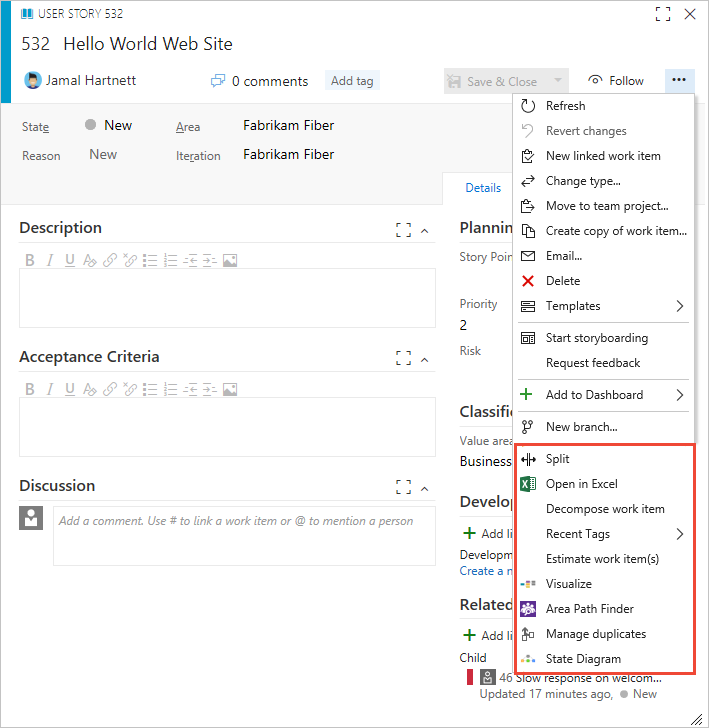 USER STORY 532
532 Hello World Web Site
Jamal Hartnett
0 comments
Add tag
Save & Close
Follow
State
New
Area
Fabrikam Fiber
Reason
New
Iteration
Fabrikam Fiber
Details
Description
B I U
Acceptance Criteria
B I U
Discussion
Add a comment. Use # to link a work item or @ to mention a person
Plannin
Story Poin
Priority
2
Risk
Classifi
Value area
Business
Develop
Add li
Developm
Create a n
Related
Add li
Child
46 Slow response on welcom...
Updated 17 minutes ago, New
Refresh
Revert changes
New linked work item
Change type...
Move to team project...
Create copy of work item...
Email...
Delete
Templates
Start storyboarding
Request feedback
Add to Dashboard
New branch...
Split
Open in Excel
Decompose work item
Recent Tags
Estimate work item(s)
Visualize
Area Path Finder
Manage duplicates
State Diagram